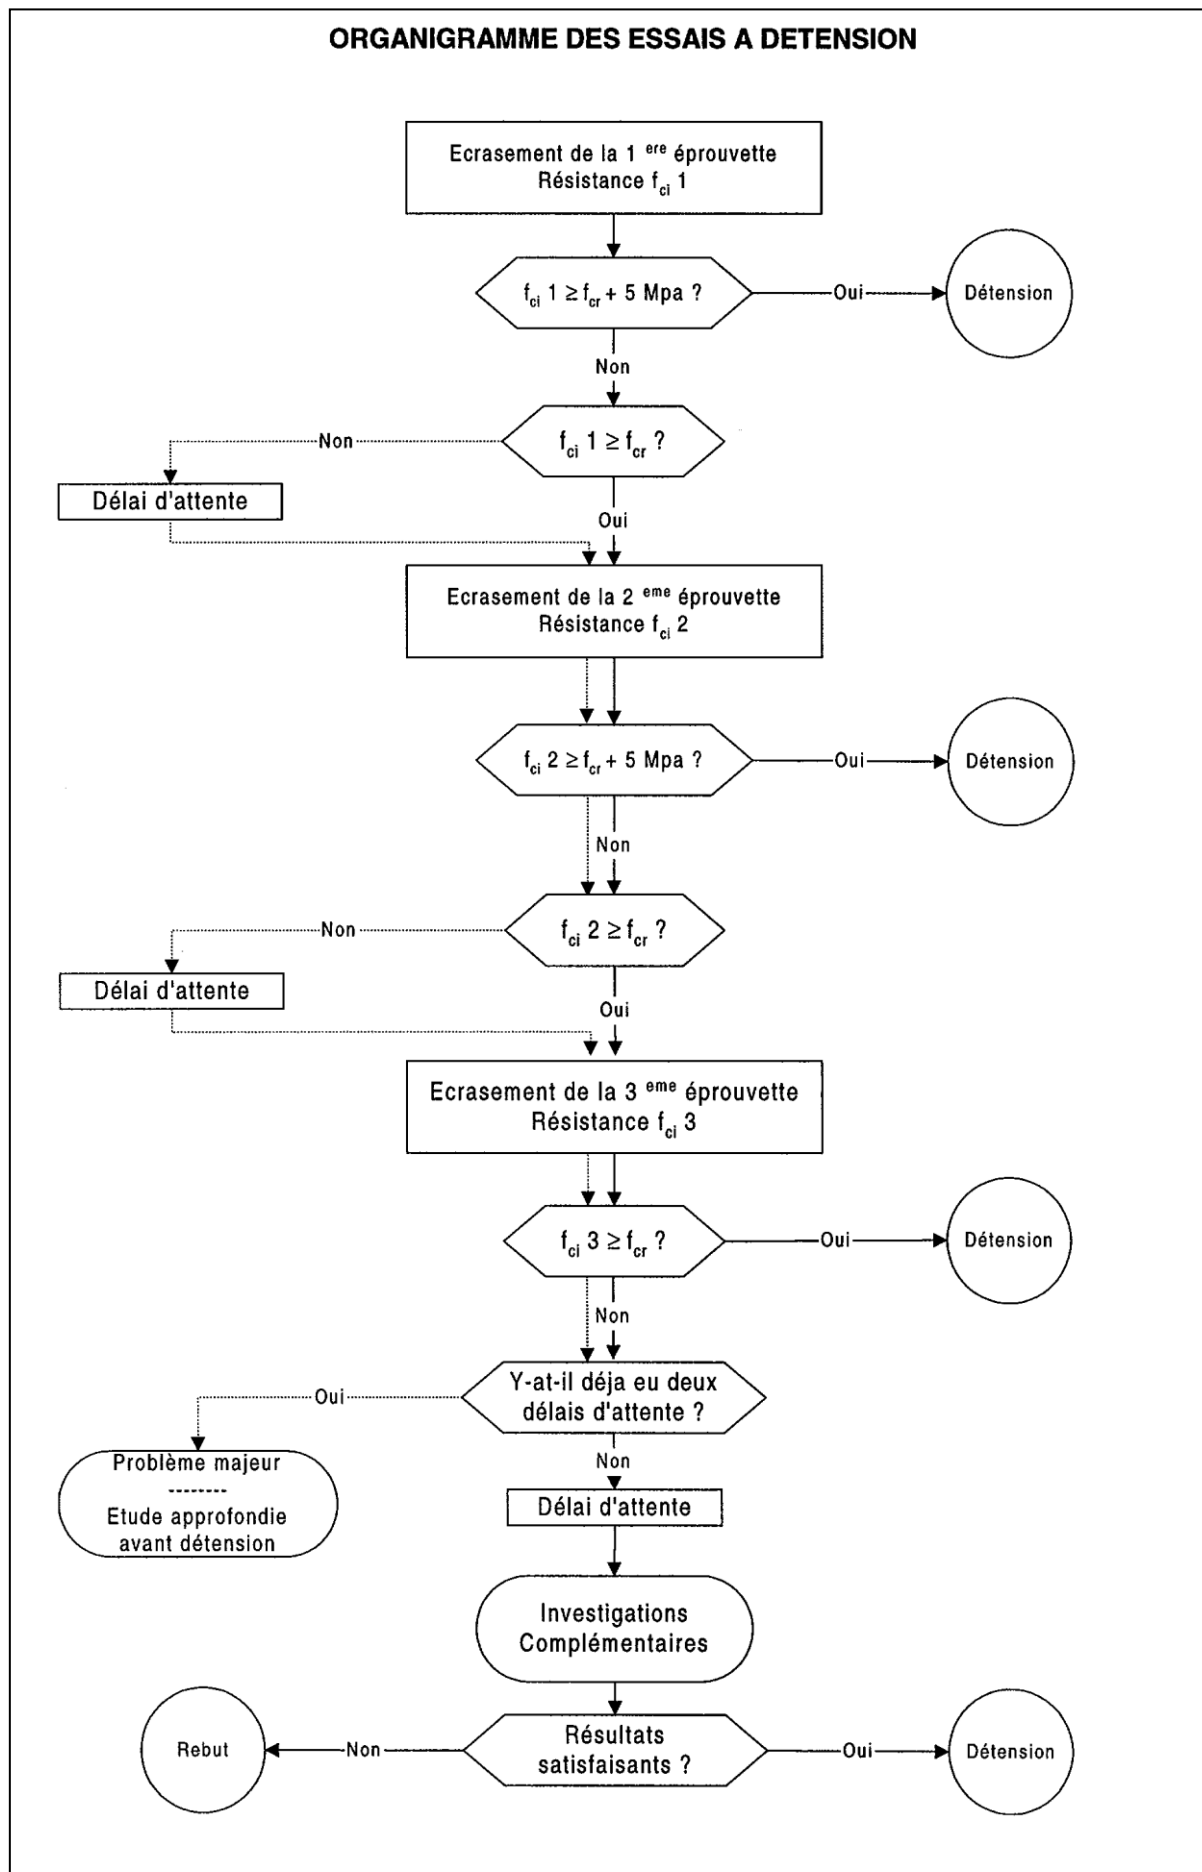 ORGANIGRAMME DES ESSAIS A DETENSION
Ecrasement de la 1 ere éprouvette
Résistance fci 1
fci 1 ≥ fcr + 5 Mpa ?
Oui
Détension
Non
fci 1 ≥ fcr ?
Non
Délai d'attente
Oui
Ecrasement de la 2 eme éprouvette
Résistance fci 2
fci 2 ≥ fcr + 5 Mpa ?
Oui
Détension
Non
fci 2 ≥ fcr ?
Non
Délai d'attente
Oui
Ecrasement de la 3 eme éprouvette
Résistance fci 3
fci 3 ≥ fcr ?
Oui
Détension
Non
Y-at-il déja eu deux
délais d'attente ?
Oui
Problème majeur
--------
Etude approfondie
avant détension
Non
Délai d'attente
Investigations
Complémentaires
Résultats
satisfaisants ?
Non
Rebut
Oui
Détension